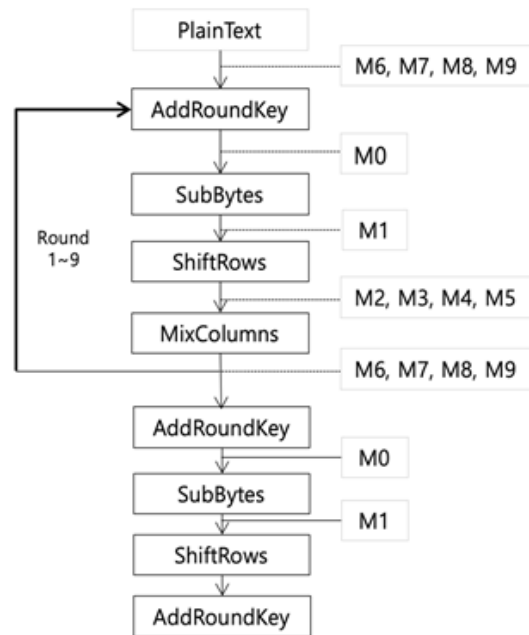 PlainText
M6, M7, M8, M9
AddRoundKey
M0
SubBytes
M1
Round
1~9
ShiftRows
M2, M3, M4, M5
MixColumns
M6, M7, M8, M9
AddRoundKey
M0
SubBytes
M1
ShiftRows
AddRoundKey